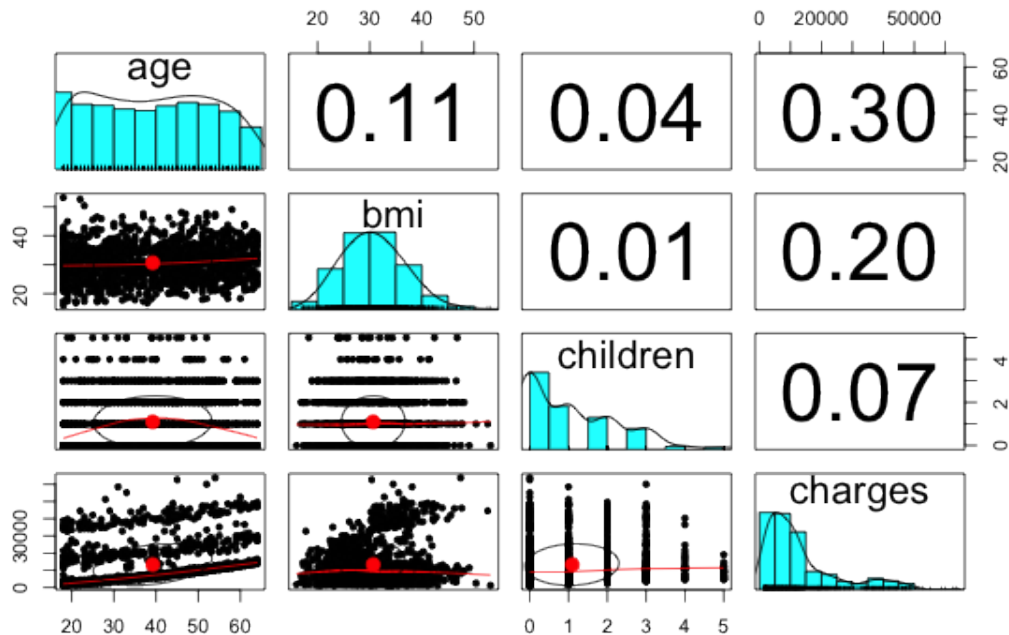 20 30 40 50 0 20000 50000
age 0.11 0.04 0.30 20 40 60
20 40 bmi 0.01 0.20
children 0.07 0 2 4
0 30000 charges
20 30 40 50 60 0 1 2 3 4 5